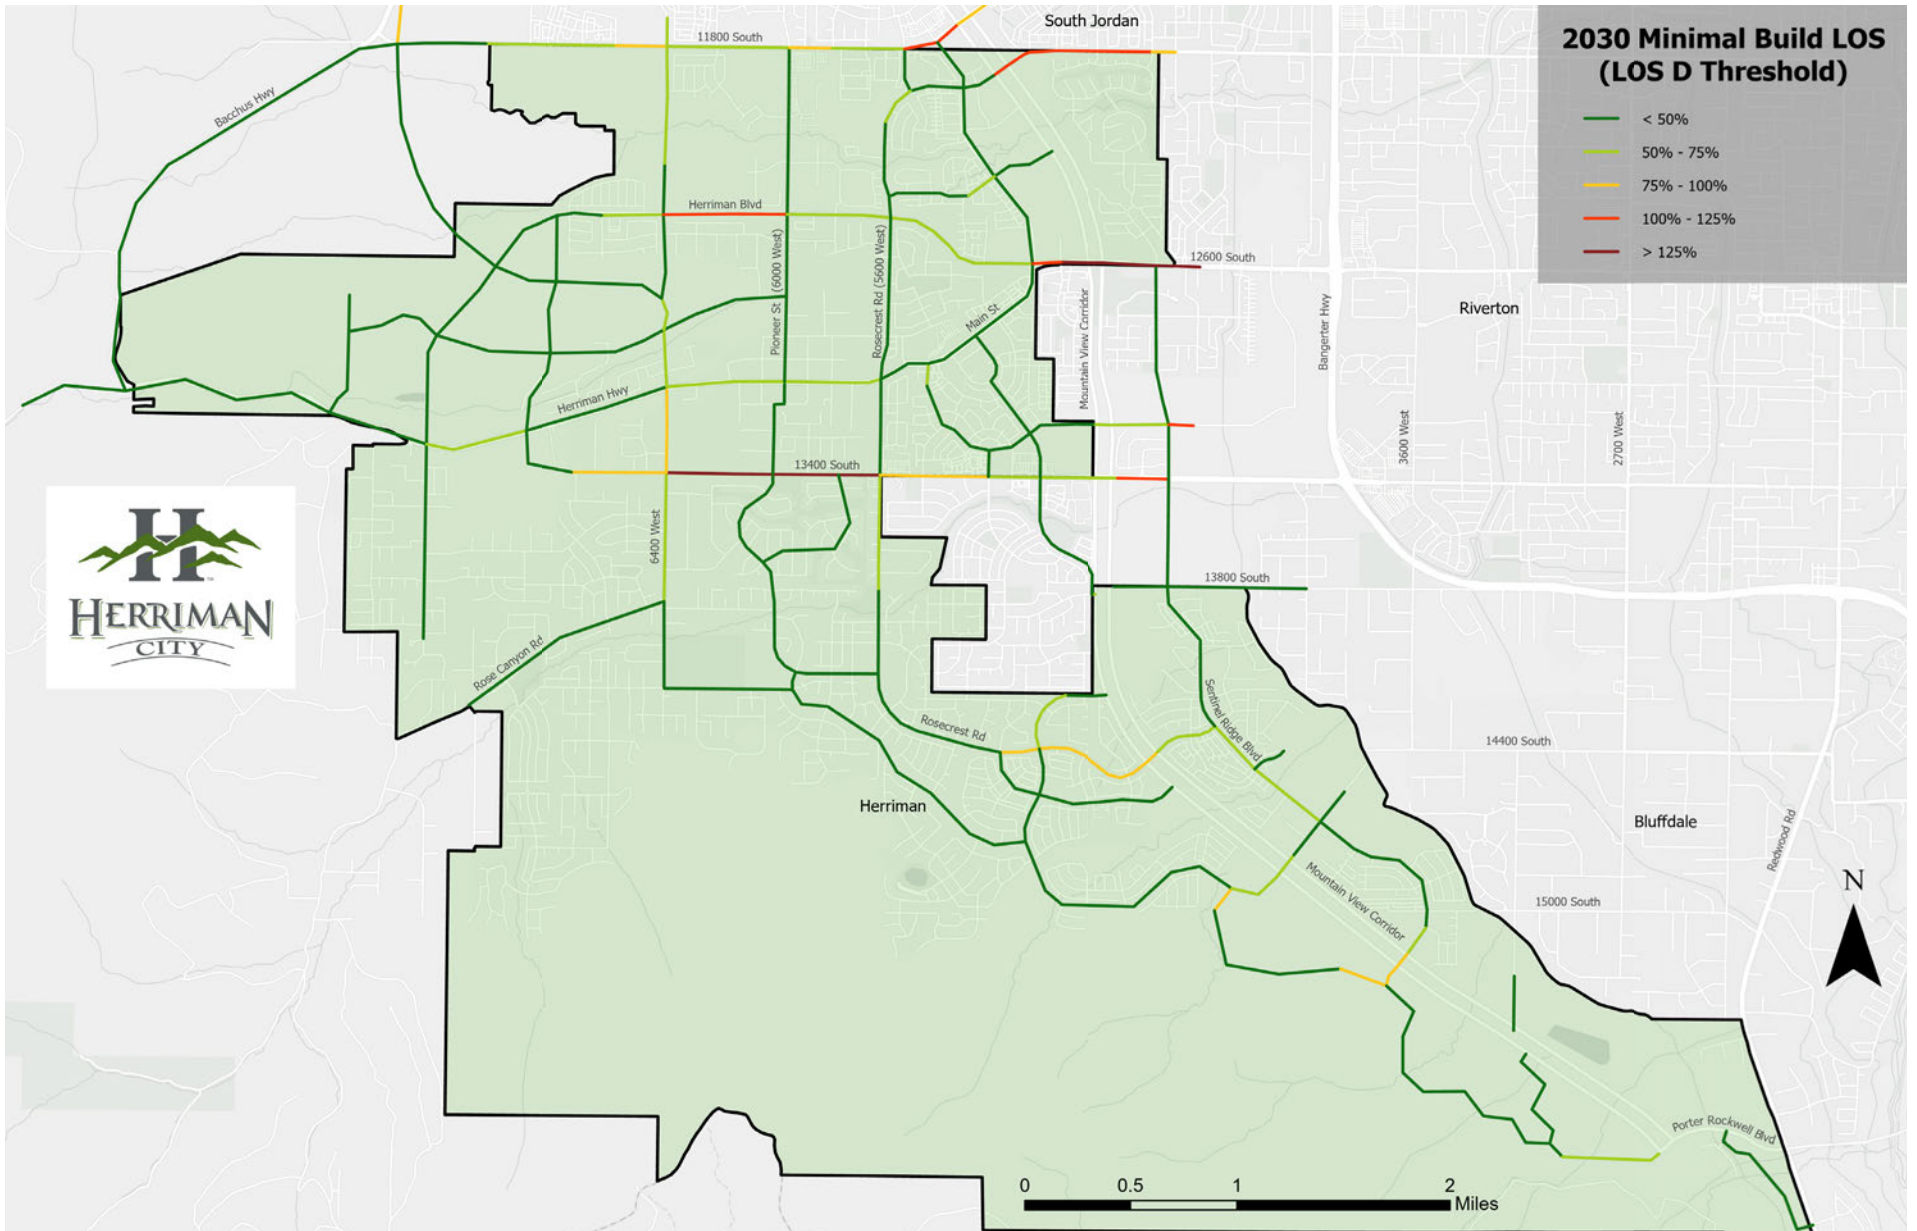 South Jordan
11800 South
2030 Minimal Build LOS
(LOS D Threshold)
< 50%
50% - 75%
75% - 100%
100% - 125%
> 125%
Bacchus Hwy
Herriman Blvd
Pioneer St (6000 West)
Rosecrest Rd (5600 West)
12600 South
Riverton
Main St
Mountain View Corridor
Bangerter Hwy
Herriman Hwy
3600 West
2700 West
13400 South
6400 West
H
TM
HERRIMAN
CITY
13800 South
Rose Canyon Rd
Sentinel Ridge Blvd
Rosecrest Rd
14400 South
Herriman
Bluffdale
Redwood Rd
Mountain View Corridor
15000 South
N
Porter Rockwell Blvd
0 0.5 1 2
Miles